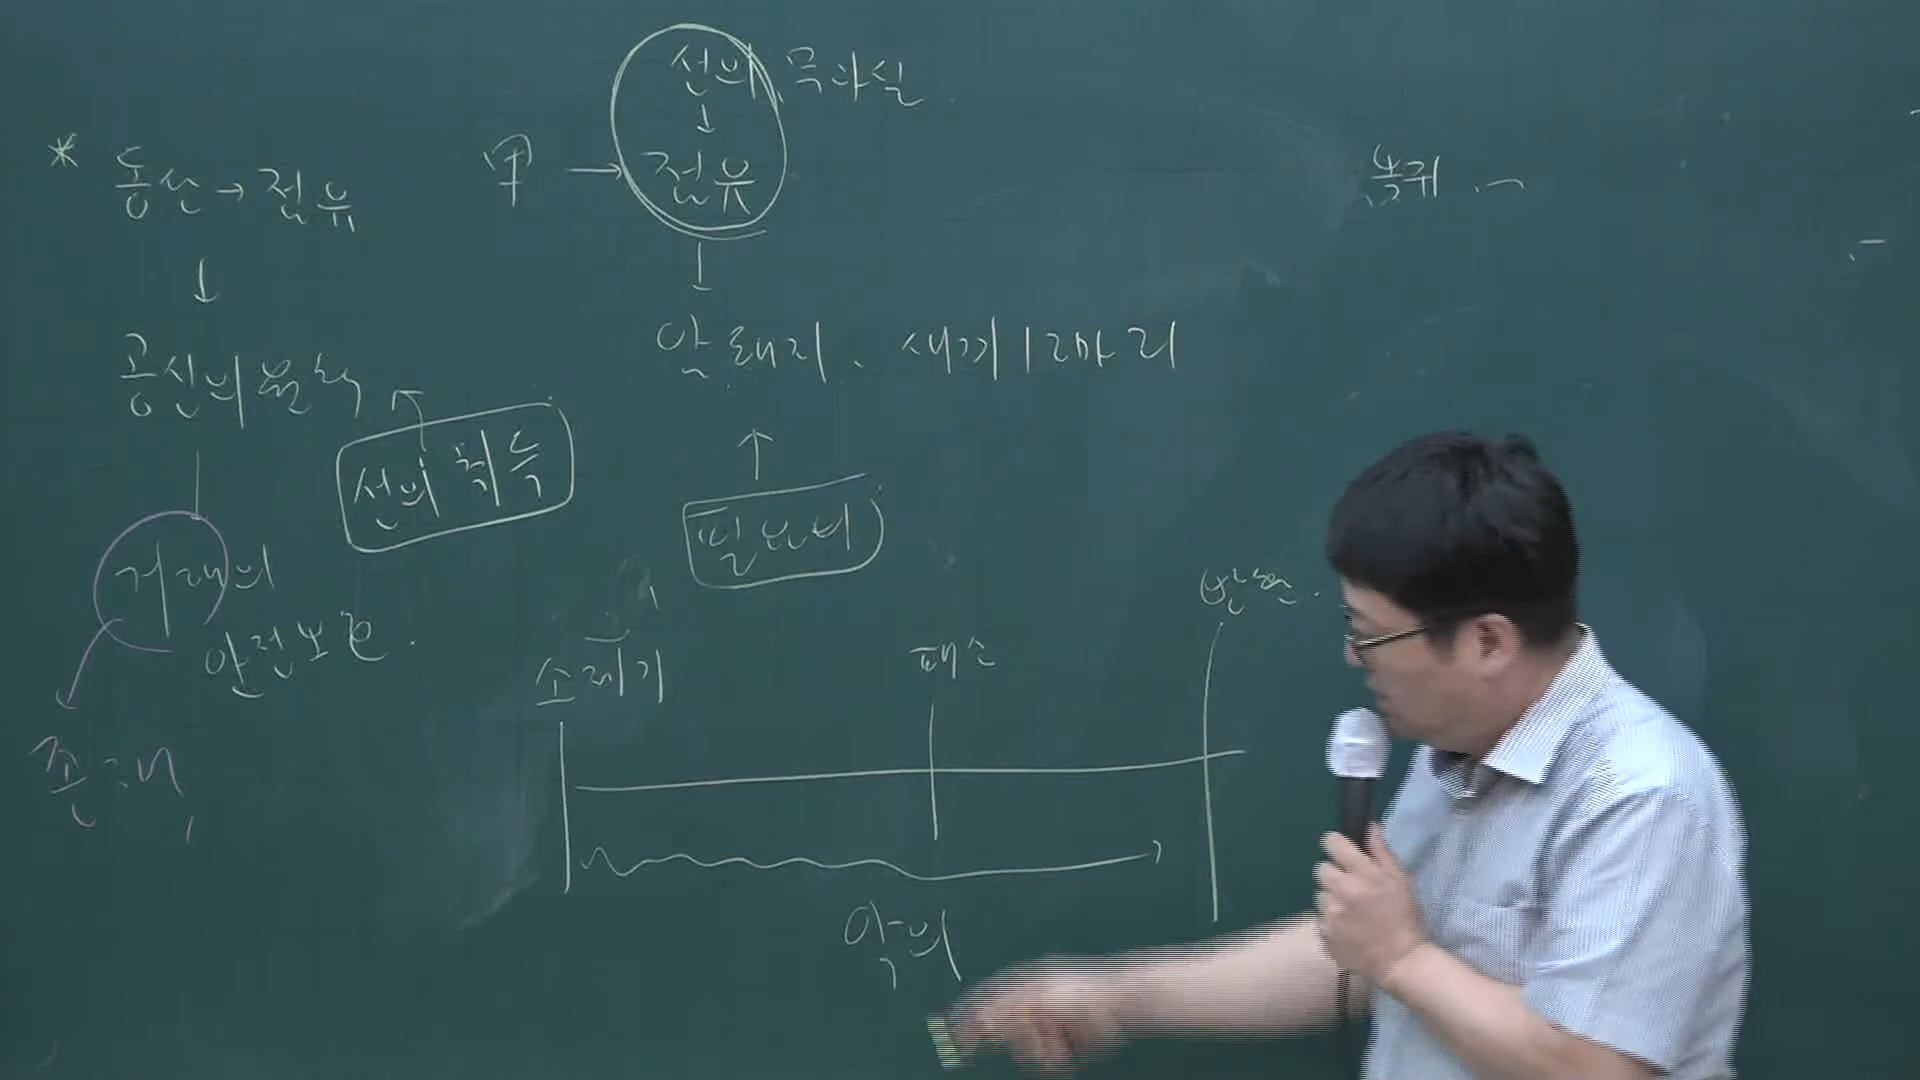 * 동산 → 점유
↓
공신의 원칙
선의취득
거래의
안전보호.
존재
甲 → 선의, 무과실
↓
점유
↓
암퇘지. 새끼 12마리
↑
필요비
소제기
패소
반환.
악의